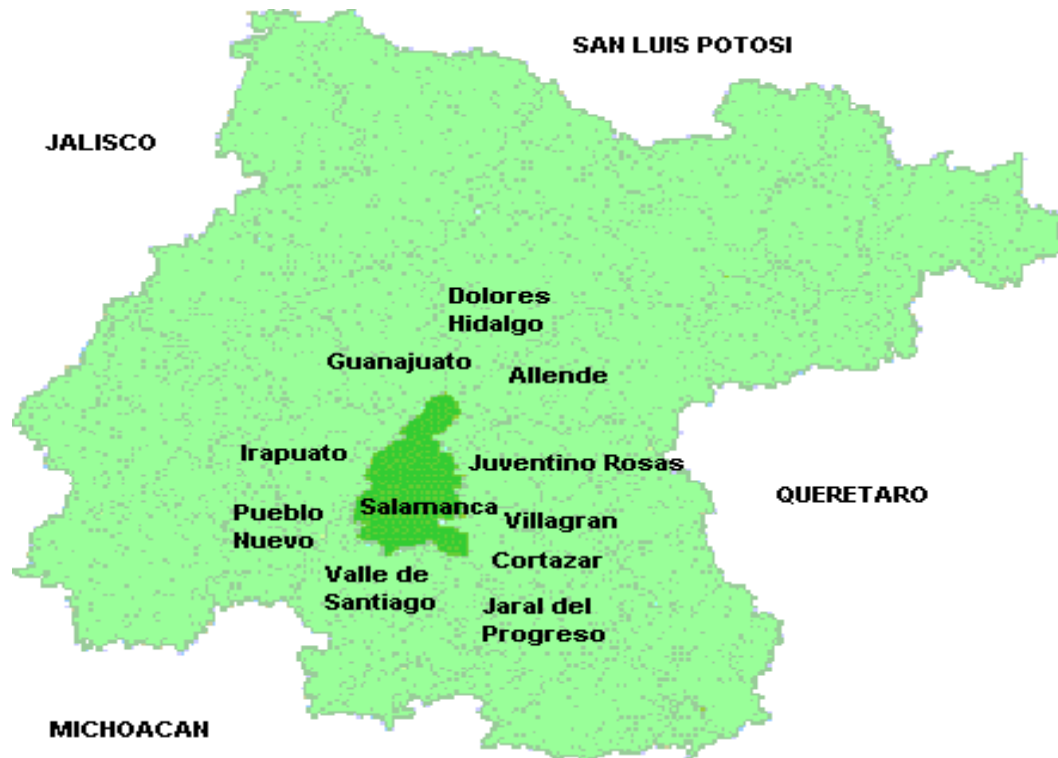 SAN LUIS POTOSI
JALISCO
Dolores
Hidalgo
Guanajuato
Allende
Irapuato
Juventino Rosas
QUERETARO
Salamanca
Pueblo
Nuevo
Villagran
Cortazar
Valle de
Santiago
Jaral del
Progreso
MICHOACAN